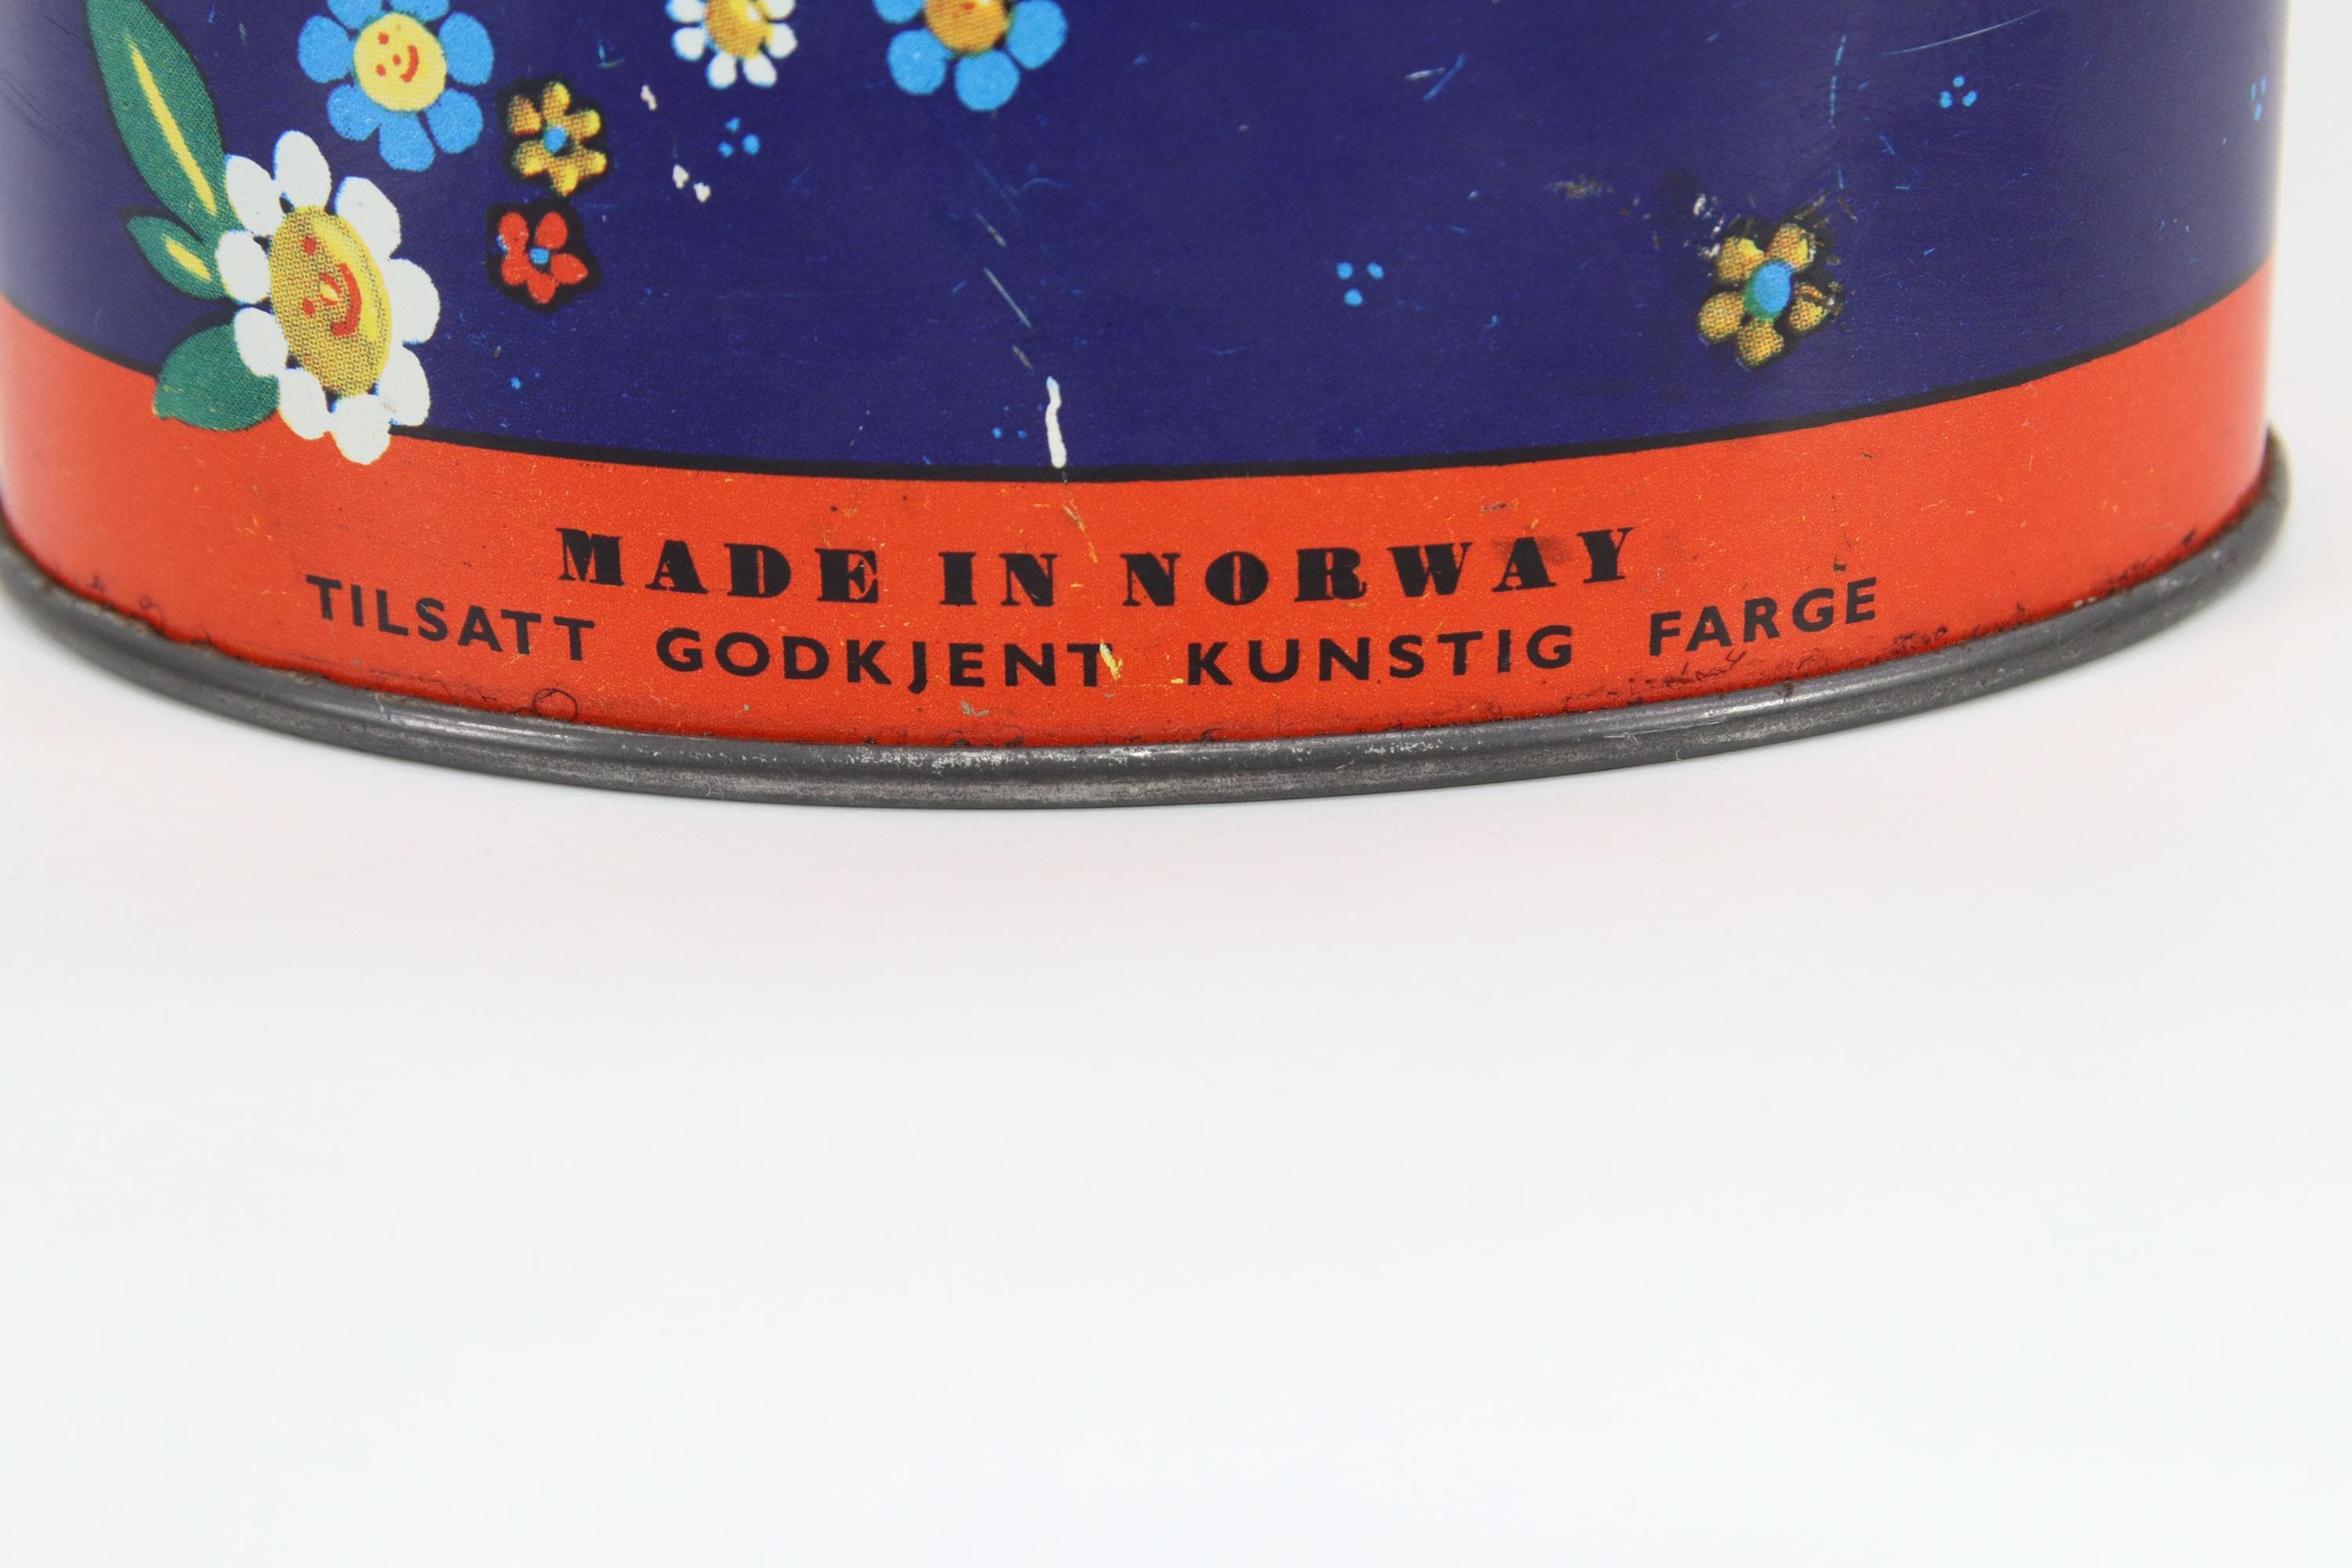 MADE IN NORWAY
TILSATT GODKJENT KUNSTIG FARGE